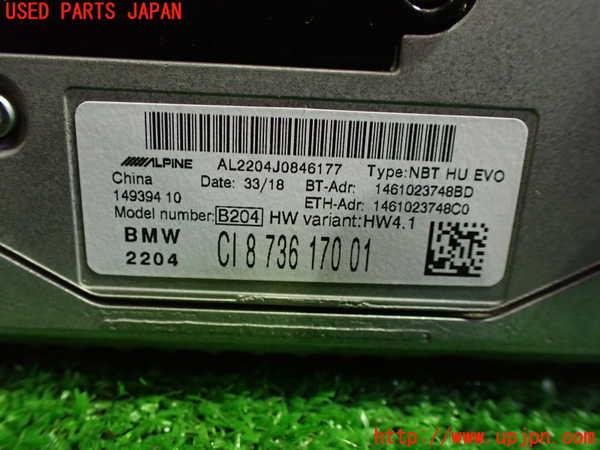 USED PARTS JAPAN
ALPINE AL2204J0846177 Type:NBT HU EVO
China Date: 33/18 BT-Adr: 1461023748BD
149394 10 ETH-Adr: 1461023748C0
Model number: B204 HW variant:HW4.1
BMW
2204 CI 8 736 170 01
http://www.upjpn.com